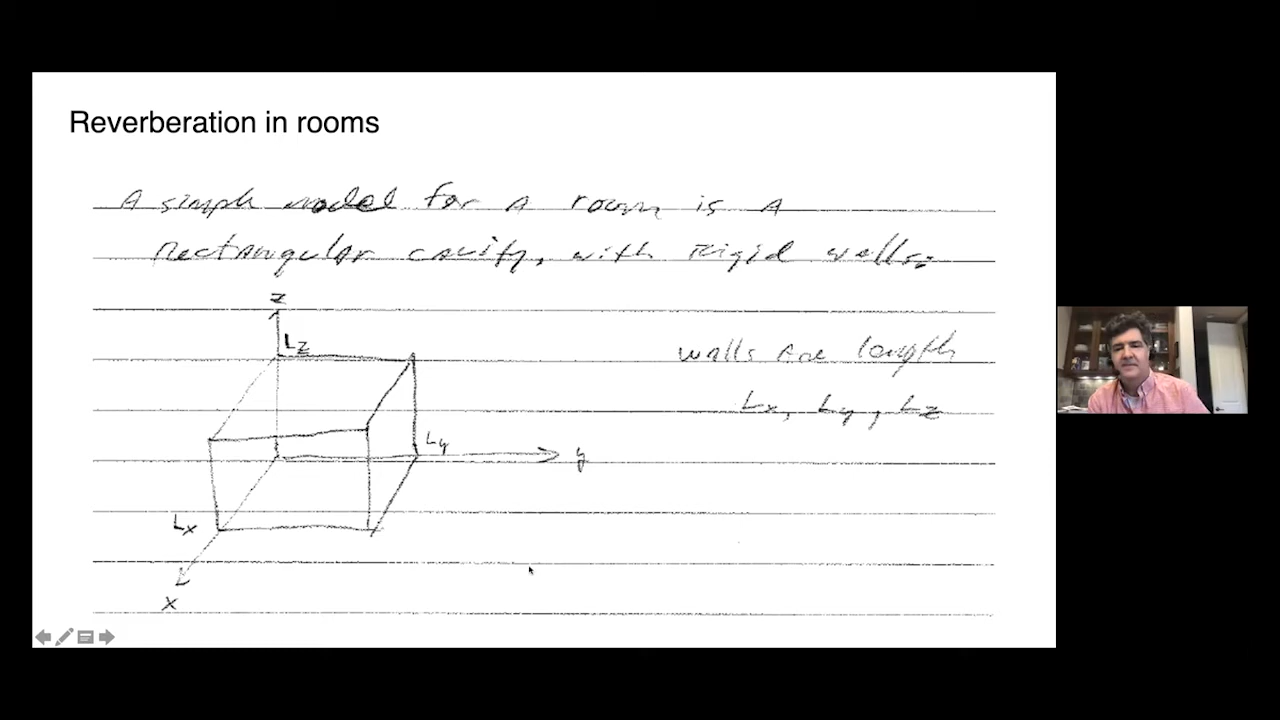 Reverberation in rooms
A simple model for a room is a
rectangular cavity, with rigid walls:
z
Lz
walls are length
Lx, Ly, Lz
Ly
y
Lx
x